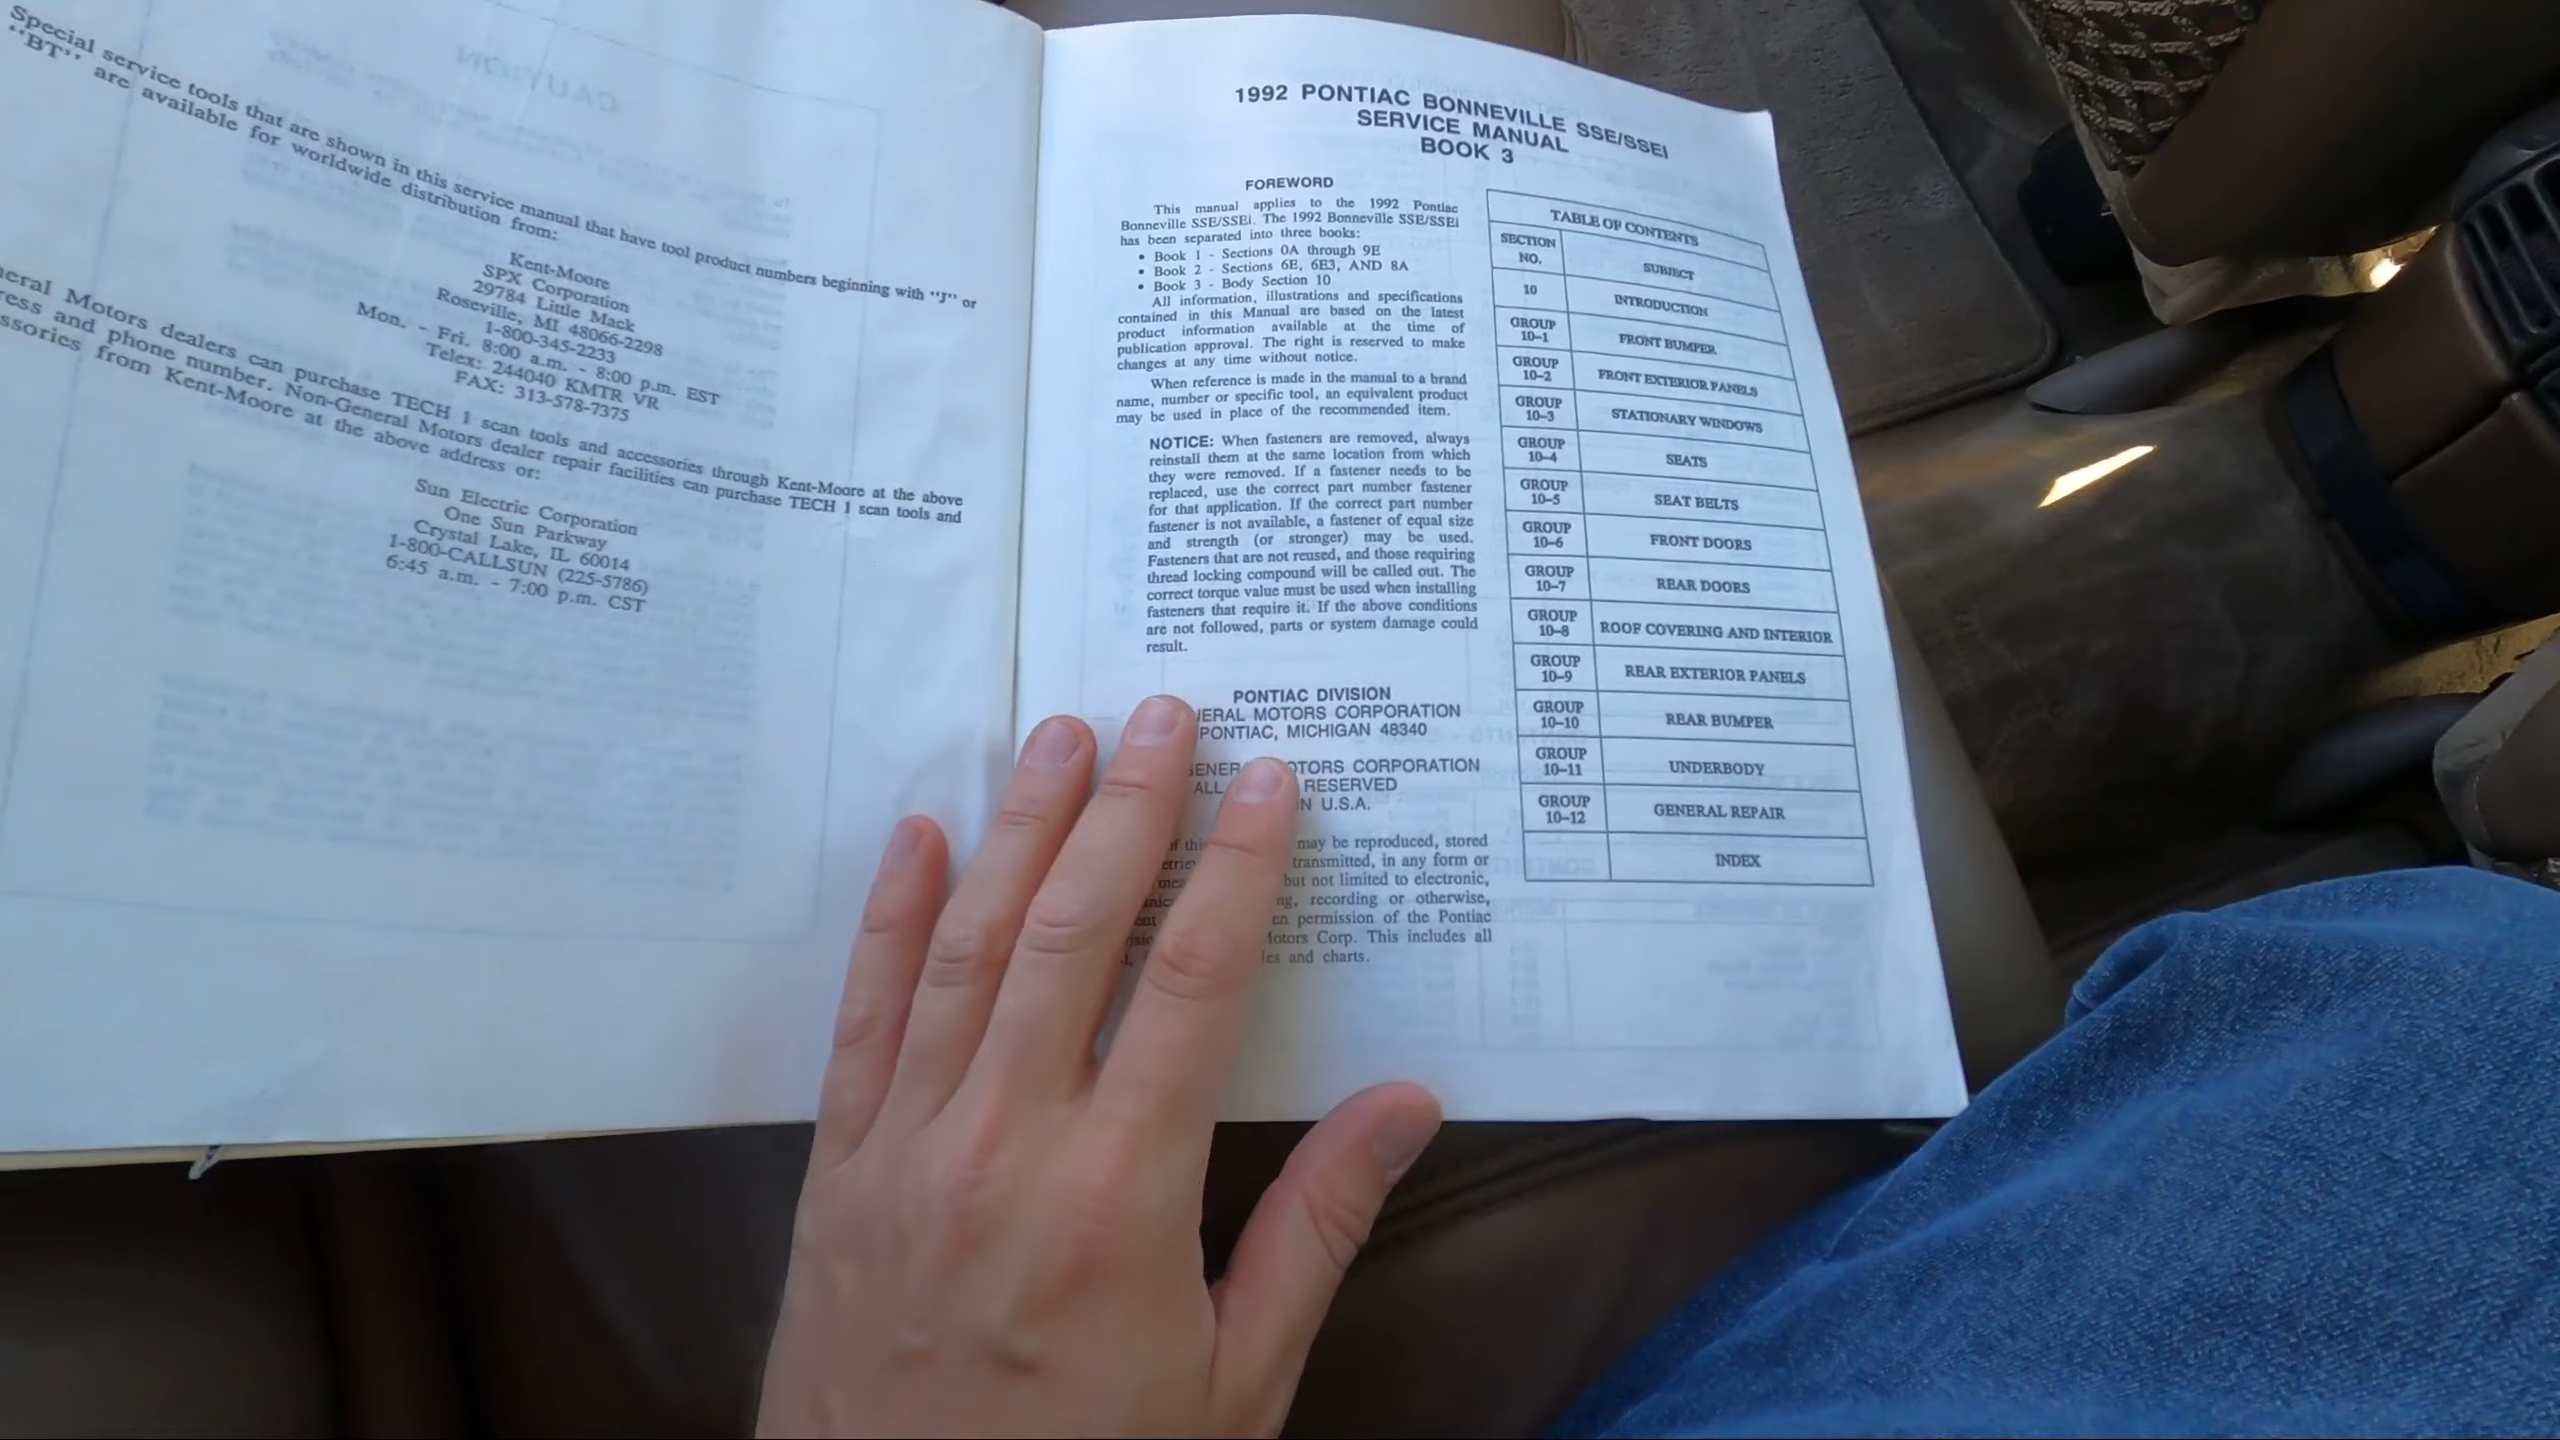 Special service tools that are shown in this service manual that have tool product numbers beginning with "J" or
"BT" are available for worldwide distribution from:
Kent-Moore
SPX Corporation
29784 Little Mack
Roseville, MI 48066-2298
1-800-345-2233
Mon. - Fri. 8:00 a.m. - 8:00 p.m. EST
Telex: 244040 KMTR VR
FAX: 313-578-7375
Motors dealers can purchase TECH 1 scan tools and accessories through Kent-Moore at the above
and phone number. Non-General Motors dealer repair facilities can purchase TECH 1 scan tools and
from Kent-Moore at the above address or:
Sun Electric Corporation
One Sun Parkway
Crystal Lake, IL 60014
1-800-CALLSUN (225-5786)
6:45 a.m. - 7:00 p.m. CST
1992 PONTIAC BONNEVILLE SSE/SSEi
SERVICE MANUAL
BOOK 3
FOREWORD
This manual applies to the 1992 Pontiac
Bonneville SSE/SSEi. The 1992 Bonneville SSE/SSEi
has been separated into three books:
• Book 1 - Sections 0A through 9E
• Book 2 - Sections 6E, 6E3, AND 8A
• Book 3 - Body Section 10
All information, illustrations and specifications
contained in this Manual are based on the latest
product information available at the time of
publication approval. The right is reserved to make
changes at any time without notice.
When reference is made in the manual to a brand
name, number or specific tool, an equivalent product
may be used in place of the recommended item.
NOTICE: When fasteners are removed, always
reinstall them at the same location from which
they were removed. If a fastener needs to be
replaced, use the correct part number fastener
for that application. If the correct part number
fastener is not available, a fastener of equal size
and strength (or stronger) may be used.
Fasteners that are not reused, and those requiring
thread locking compound will be called out. The
correct torque value must be used when installing
fasteners that require it. If the above conditions
are not followed, parts or system damage could
result.
PONTIAC DIVISION
MOTORS CORPORATION
PONTIAC, MICHIGAN 48340
CORPORATION
ALL RESERVED
U.S.A.
may be reproduced, stored
transmitted, in any form or
but not limited to electronic,
recording or otherwise,
permission of the Pontiac
Corp. This includes all
and charts.
TABLE OF CONTENTS
SECTION
NO.
SUBJECT
10
INTRODUCTION
GROUP
10-1
FRONT BUMPER
GROUP
10-2
FRONT EXTERIOR PANELS
GROUP
10-3
STATIONARY WINDOWS
GROUP
10-4
SEATS
GROUP
10-5
SEAT BELTS
GROUP
10-6
FRONT DOORS
GROUP
10-7
REAR DOORS
GROUP
10-8
ROOF COVERING AND INTERIOR
GROUP
10-9
REAR EXTERIOR PANELS
GROUP
10-10
REAR BUMPER
GROUP
10-11
UNDERBODY
GROUP
10-12
GENERAL REPAIR
INDEX